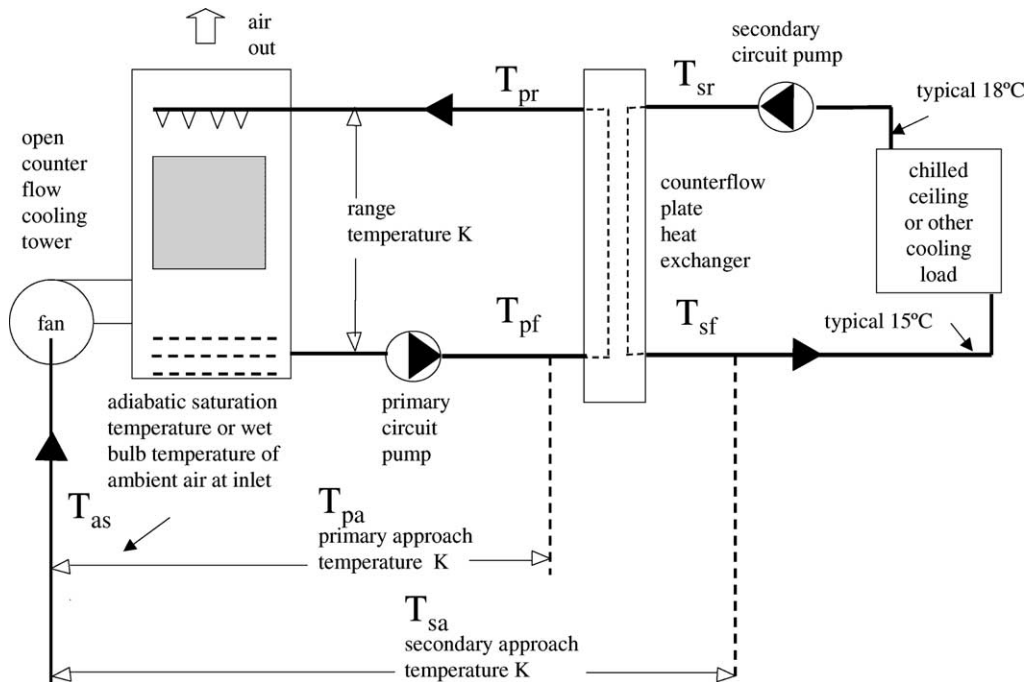 air
out
secondary
circuit pump
T_pr
T_sr
typical 18ºC
open
counter
flow
cooling
tower
range
temperature K
counterflow
plate
heat
exchanger
chilled
ceiling
or other
cooling
load
fan
T_pf
T_sf
typical 15ºC
adiabatic saturation
temperature or wet
bulb temperature of
ambient air at inlet
primary
circuit
pump
T_as
T_pa
primary approach
temperature K
T_sa
secondary approach
temperature K